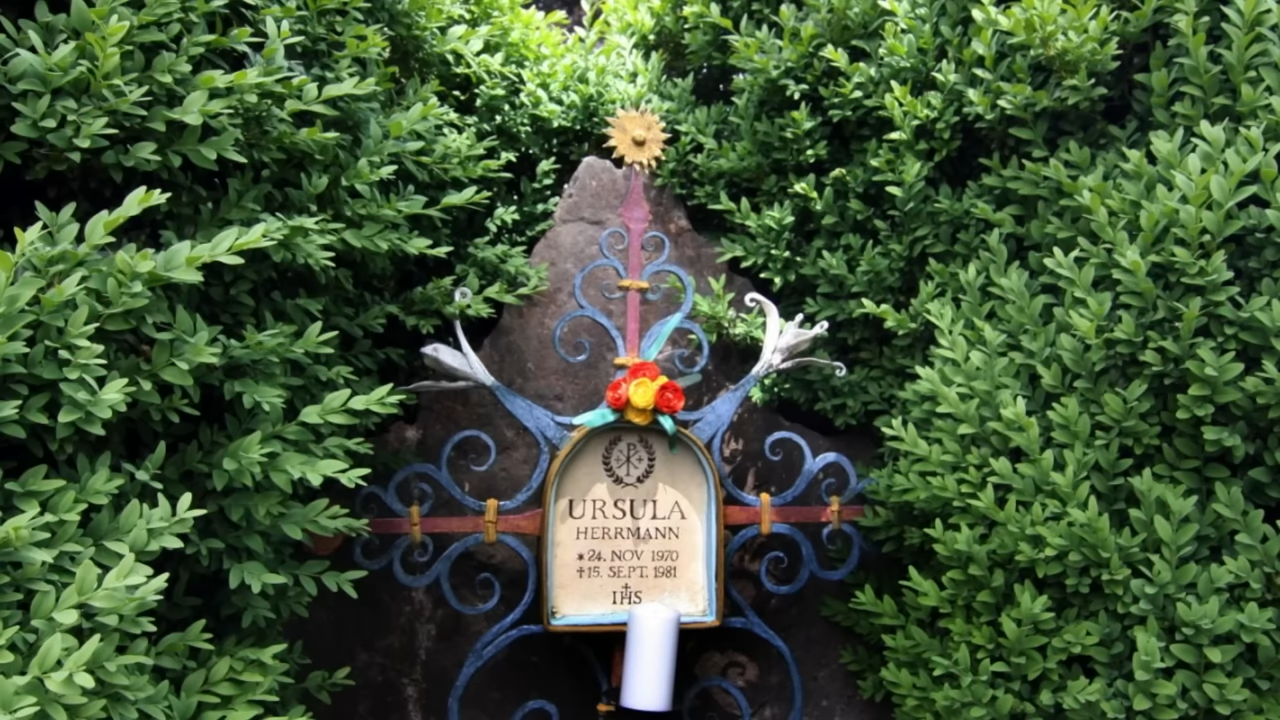 URSULA
HERRMANN
*24. NOV 1970
†15. SEPT. 1981
IHS